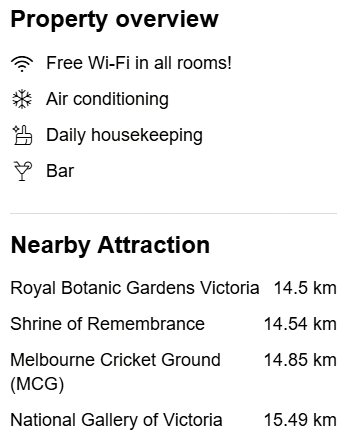 Property overview
Free Wi-Fi in all rooms!
Air conditioning
Daily housekeeping
Bar
Nearby Attraction
Royal Botanic Gardens Victoria 14.5 km
Shrine of Remembrance 14.54 km
Melbourne Cricket Ground 14.85 km
(MCG)
National Gallery of Victoria 15.49 km